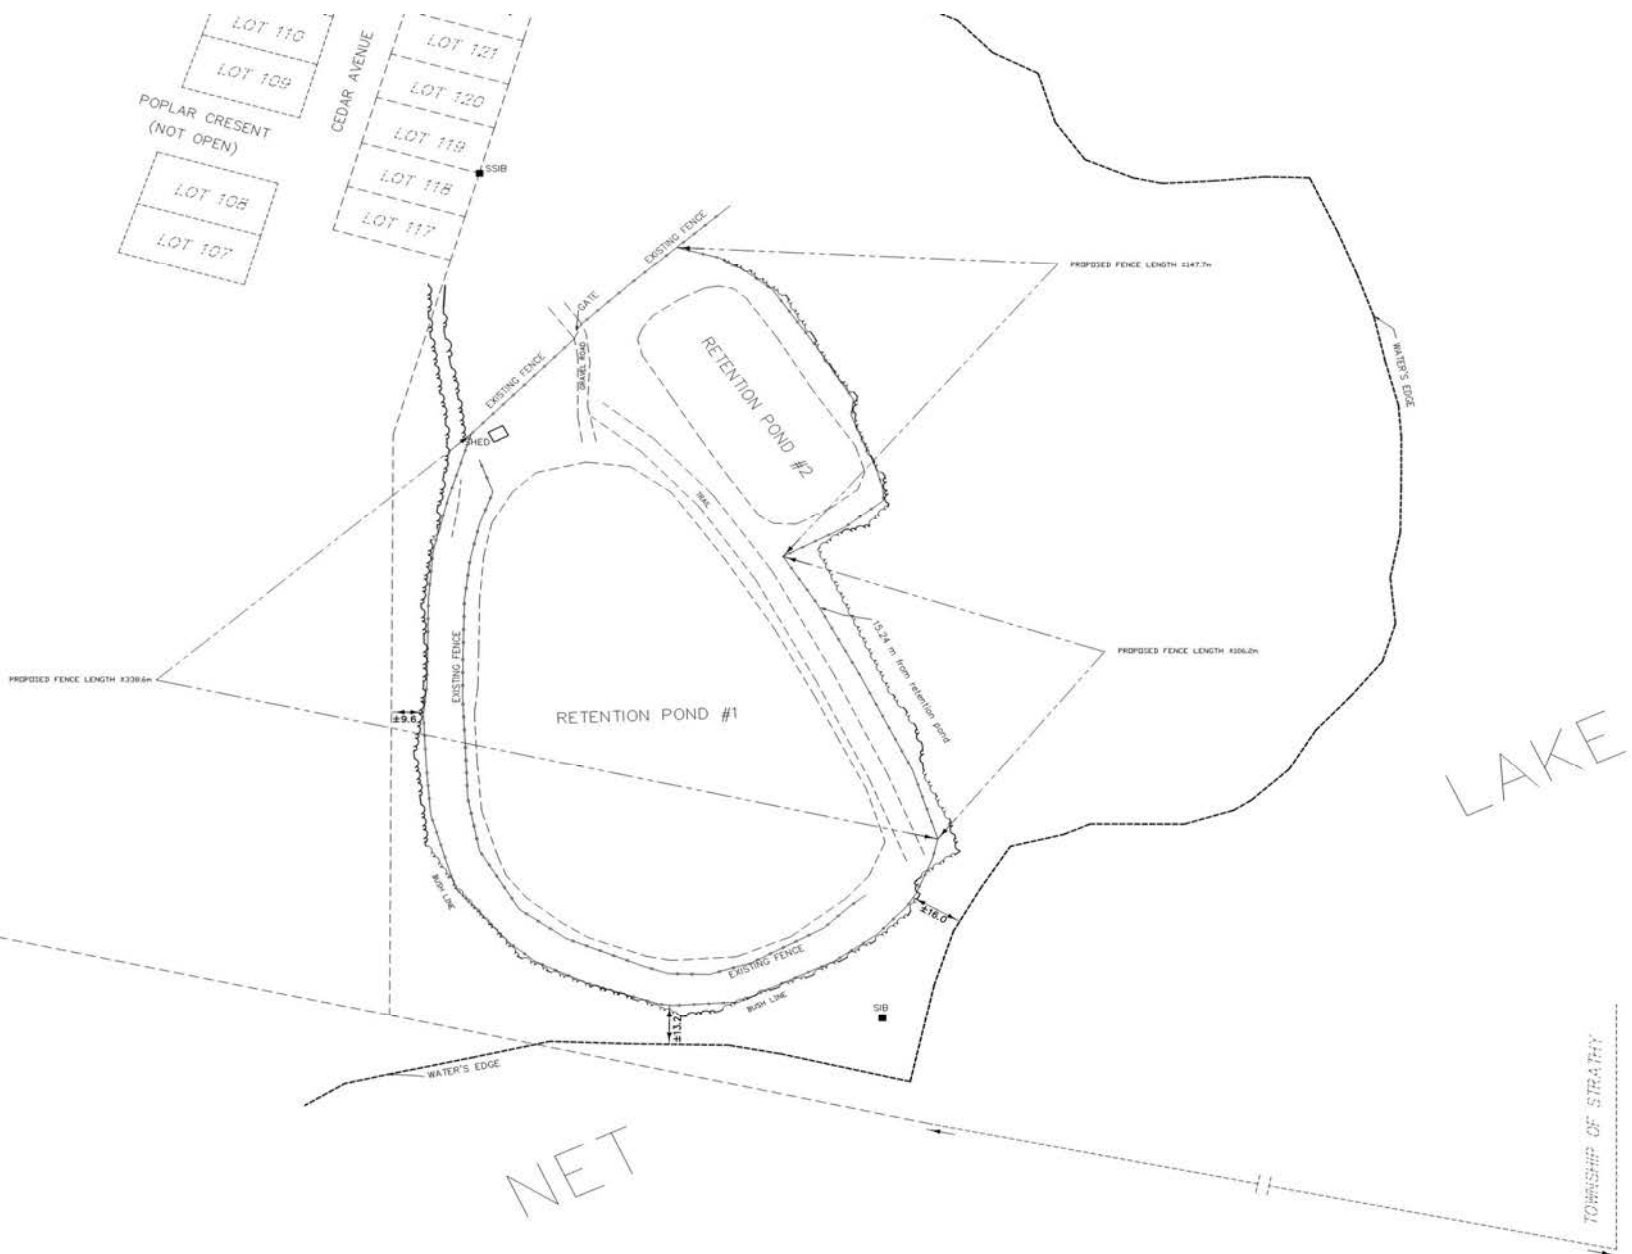 LOT 110
LOT 109
POPLAR CRESENT
(NOT OPEN)
LOT 108
LOT 107
CEDAR AVENUE
LOT 121
LOT 120
LOT 119
LOT 118
LOT 117
SSIB
EXISTING FENCE
GATE
GRAVEL ROAD
EXISTING FENCE
SHED
RETENTION POND #2
TRAIL
PROPOSED FENCE LENGTH ±147.7m
WATER'S EDGE
15.24 m from retention pond
PROPOSED FENCE LENGTH ±106.2m
EXISTING FENCE
PROPOSED FENCE LENGTH ±338.6m
±9.6
RETENTION POND #1
LAKE
BUSH LINE
±16.0
EXISTING FENCE
BUSH LINE
SIB
±13.2
WATER'S EDGE
NET
TOWNSHIP OF STRATHY